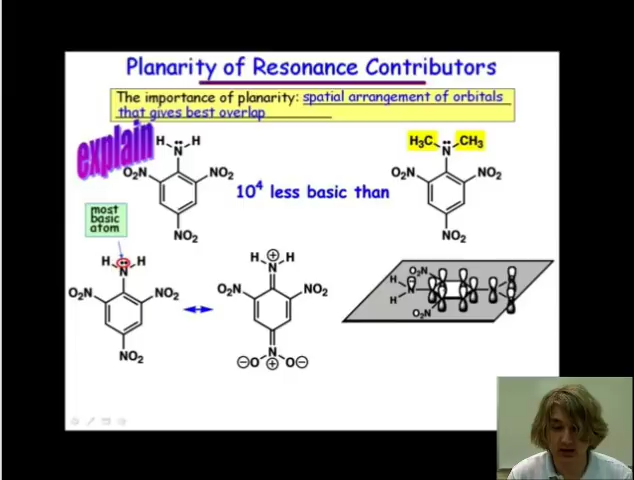 Planarity of Resonance Contributors
The importance of planarity: spatial arrangement of orbitals
that gives best overlap
explain
H N H
O₂N NO₂
NO₂
10⁴ less basic than
H₃C N CH₃
O₂N NO₂
NO₂
most
basic
atom
H N H
O₂N NO₂
NO₂
H N⊕ H
O₂N NO₂
N
⊖O ⊕ O⊖
O₂N
H N
H
O₂N